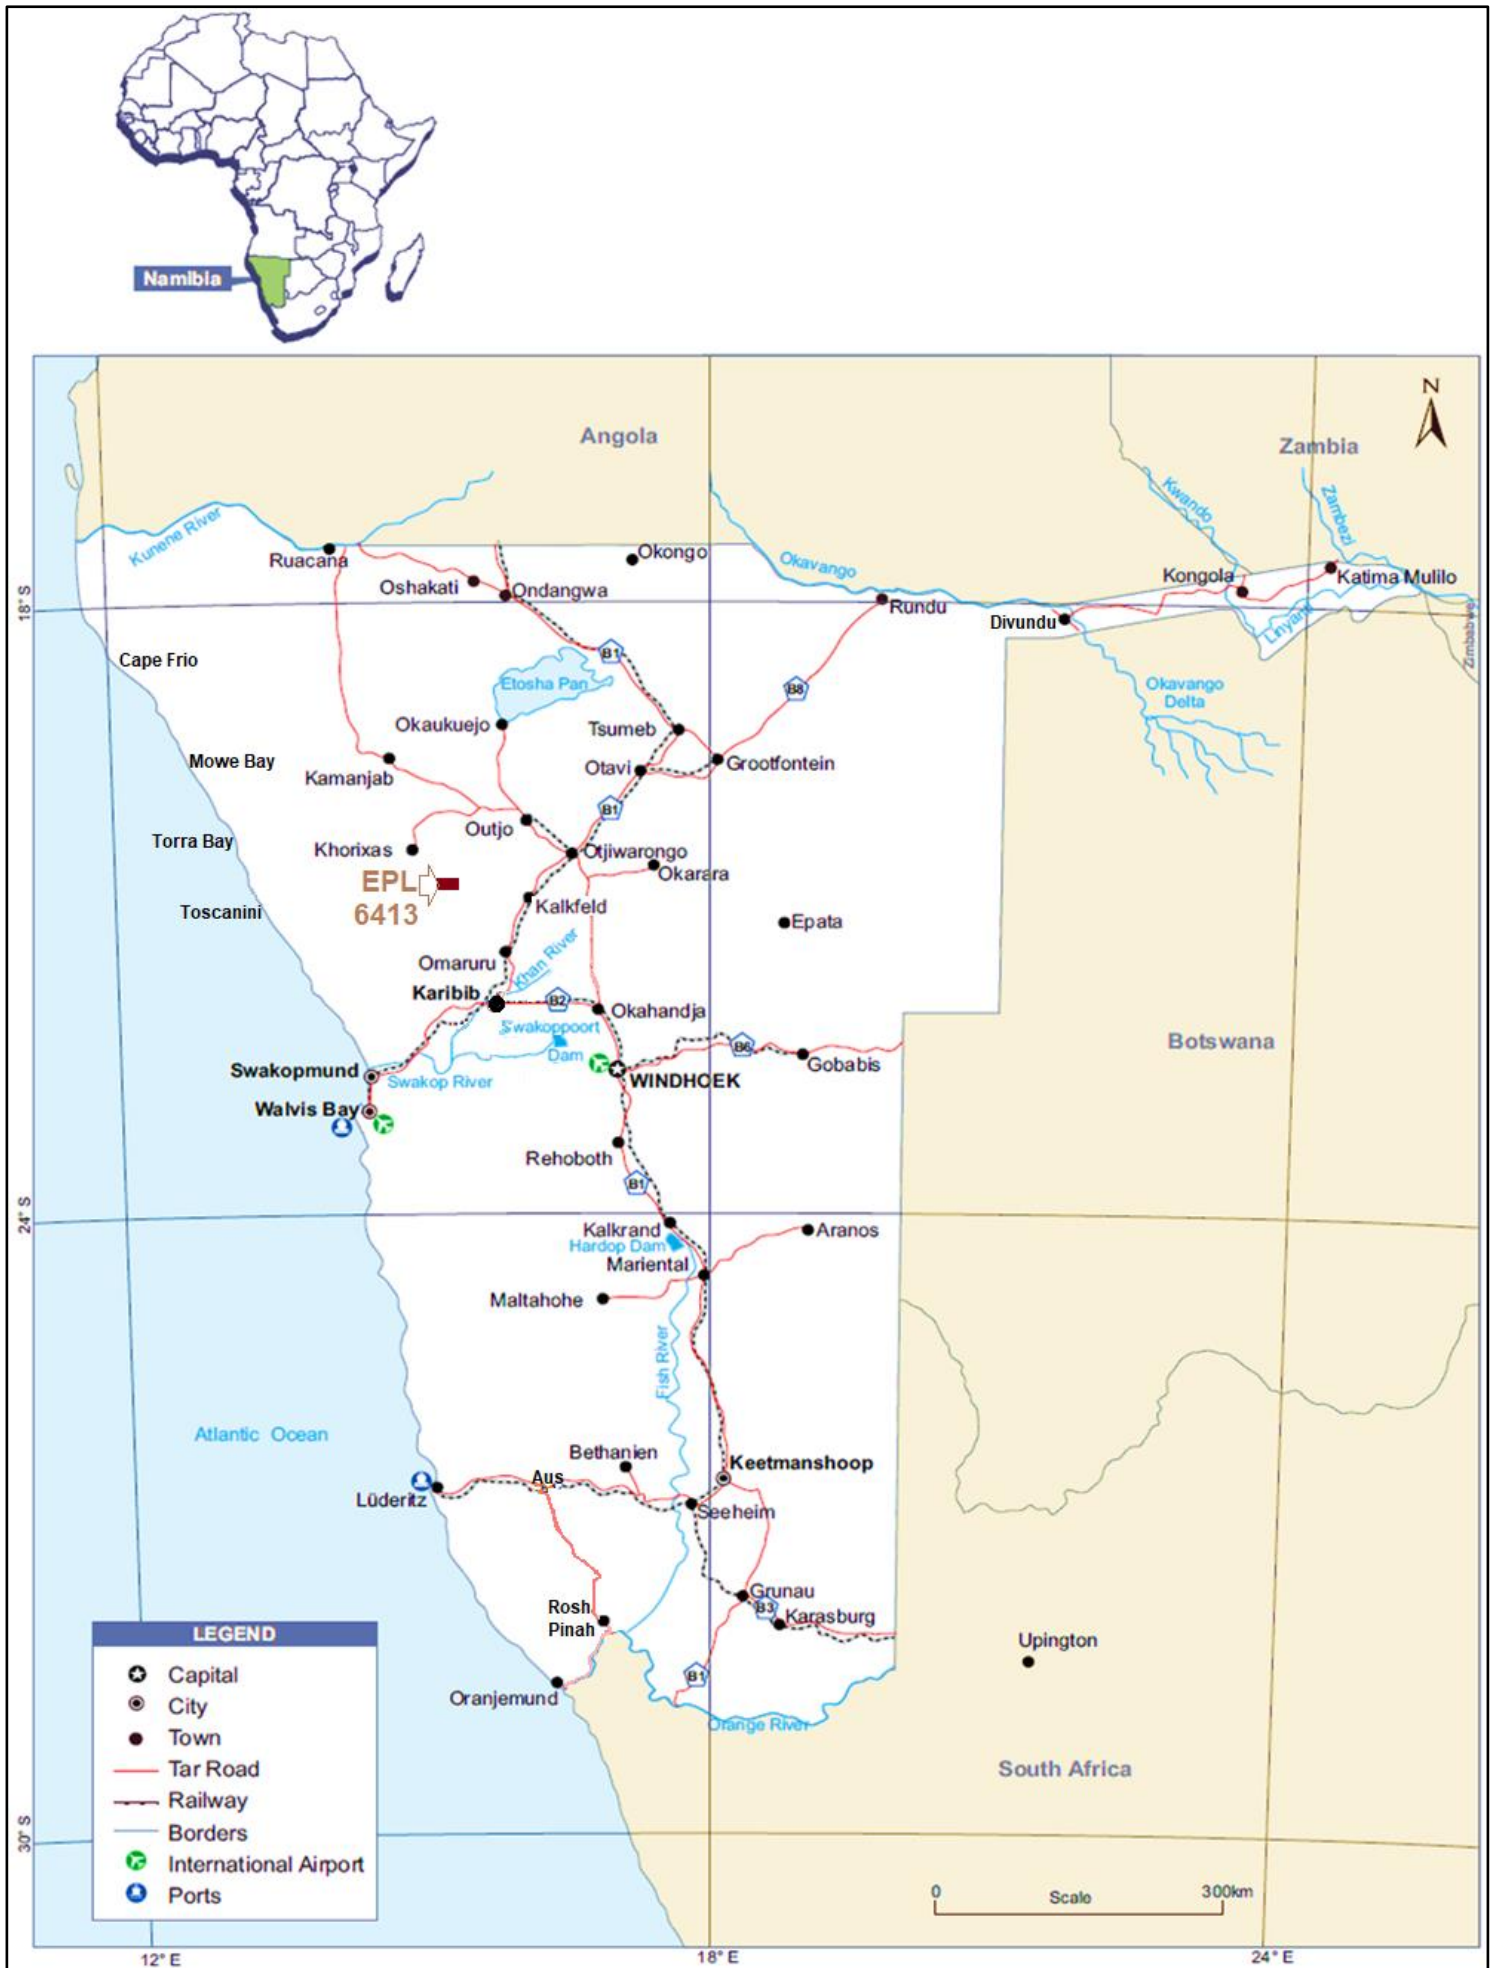 Namibia
N
Angola
Zambia
Kwando
Zambezi
Kunene River
Ruacana
Okongo
Okavango
Oshakati
Ondangwa
Kongola
Katima Mulilo
18° S
Rundu
Divundu
Linyanti
Zimbabwe
Cape Frio
B1
Etosha Pan
B8
Okavango
Delta
Okaukuejo
Tsumeb
Mowe Bay
Kamanjab
Otavi
Grootfontein
B1
Outjo
Torra Bay
Khorixas
Otjiwarongo
Okarara
EPL
6413
Toscanini
Kalkfeld
Epata
Omaruru
Khan River
Karibib
B2
Okahandja
Swakoppoort
Dam
B6
Botswana
Gobabis
Swakopmund
Swakop River
WINDHOEK
Walvis Bay
Rehoboth
B1
24° S
Kalkrand
Aranos
Hardop Dam
Mariental
Maltahohe
Fish River
Atlantic Ocean
Bethanien
Keetmanshoop
Aus
Lüderitz
Seeheim
Grunau
B3
Karasburg
Rosh
Pinah
Upington
B1
Oranjemund
Orange River
South Africa
LEGEND
Capital
City
Town
Tar Road
Railway
Borders
International Airport
Ports
30° S
0
Scale
300km
12° E
18° E
24° E